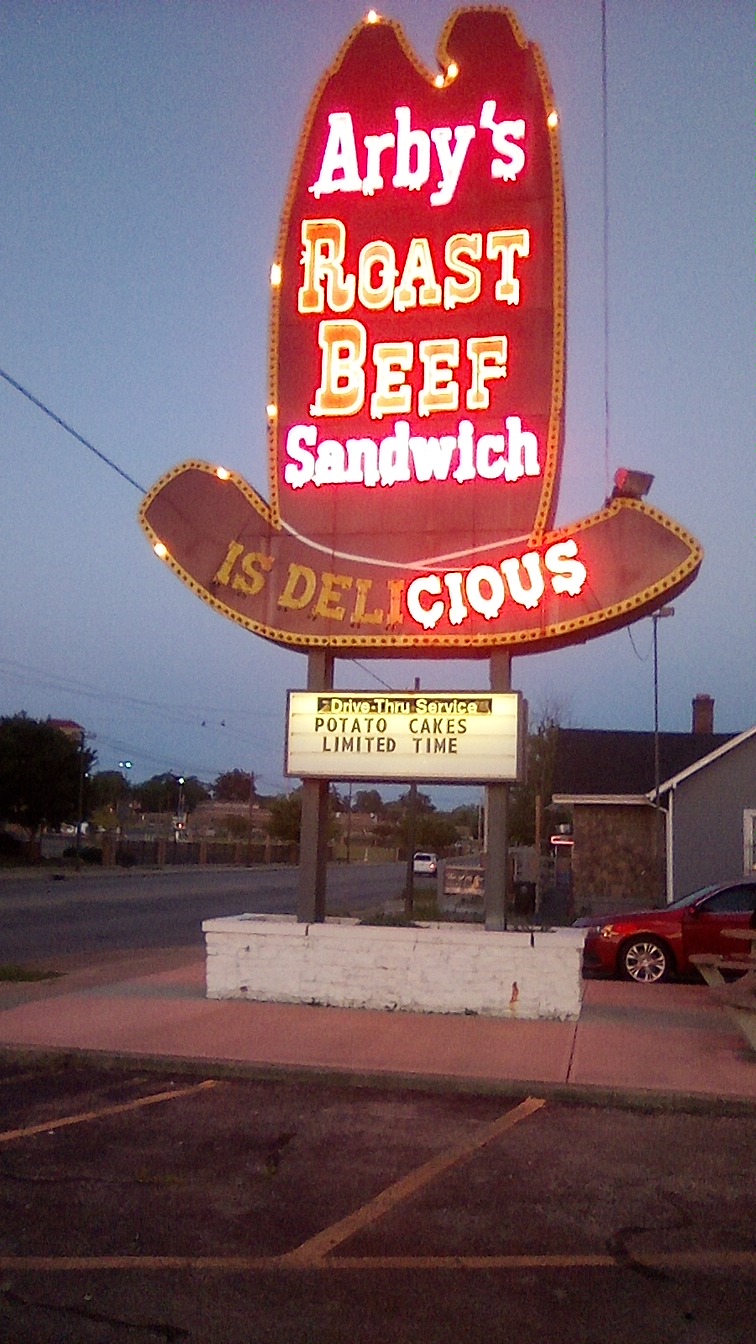 Arby's
ROAST
BEEF
Sandwich
IS DELICIOUS
Drive-Thru Service
POTATO CAKES
LIMITED TIME